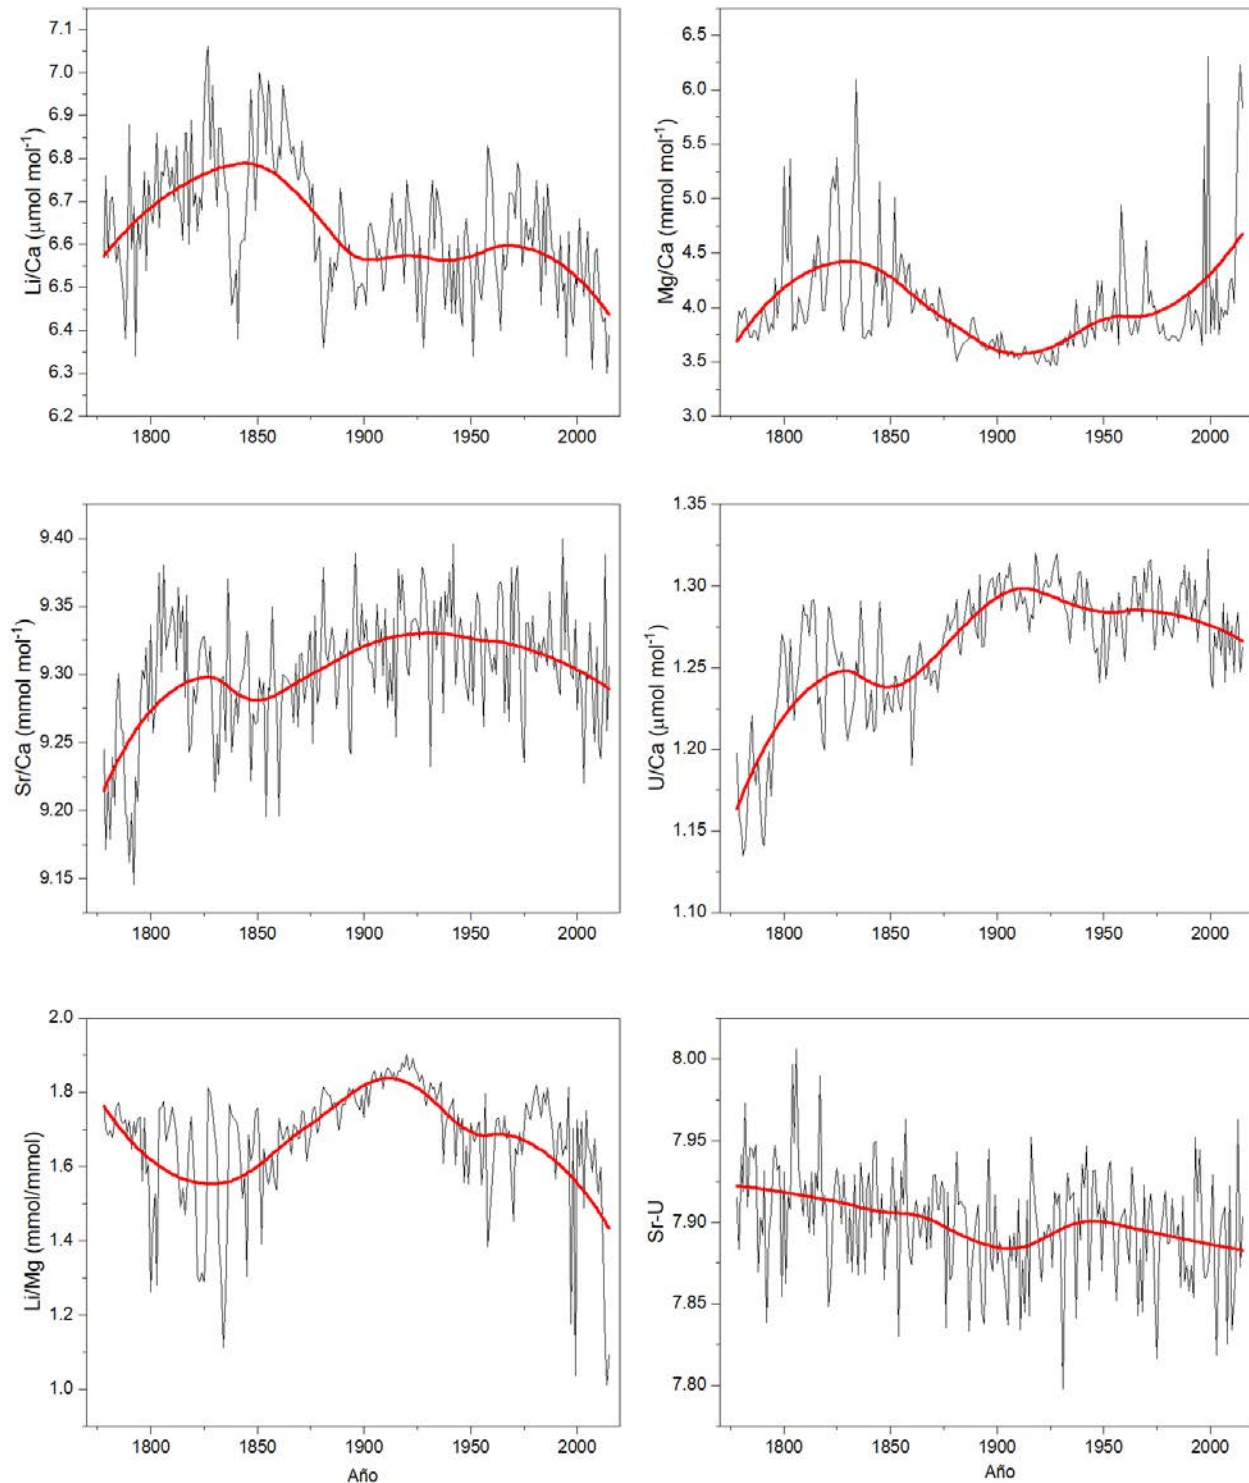 Li/Ca (μmol mol⁻¹)
7.1
7.0
6.9
6.8
6.7
6.6
6.5
6.4
6.3
6.2
1800 1850 1900 1950 2000
Mg/Ca (mmol mol⁻¹)
6.5
6.0
5.5
5.0
4.5
4.0
3.5
3.0
1800 1850 1900 1950 2000
Sr/Ca (mmol mol⁻¹)
9.40
9.35
9.30
9.25
9.20
9.15
1800 1850 1900 1950 2000
U/Ca (μmol mol⁻¹)
1.35
1.30
1.25
1.20
1.15
1.10
1800 1850 1900 1950 2000
Li/Mg (mmol/mmol)
2.0
1.8
1.6
1.4
1.2
1.0
1800 1850 1900 1950 2000
Año
Sr-U
8.00
7.95
7.90
7.85
7.80
1800 1850 1900 1950 2000
Año